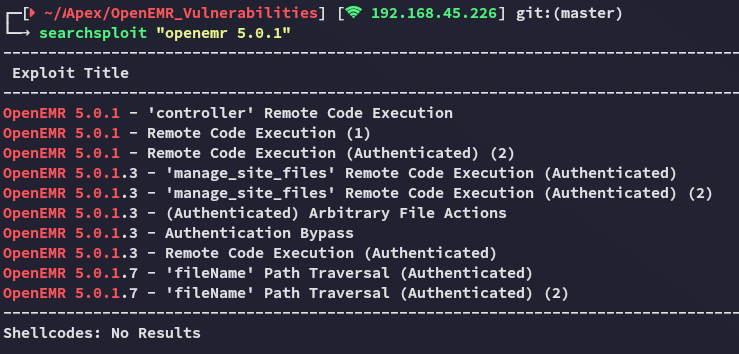 ┌─[ ~/Apex/OpenEMR_Vulnerabilities] [ 192.168.45.226] git:(master)
└─→ searchsploit "openemr 5.0.1"
--------------------------------------------------------------------------------
 Exploit Title
--------------------------------------------------------------------------------
OpenEMR 5.0.1 - 'controller' Remote Code Execution
OpenEMR 5.0.1 - Remote Code Execution (1)
OpenEMR 5.0.1 - Remote Code Execution (Authenticated) (2)
OpenEMR 5.0.1.3 - 'manage_site_files' Remote Code Execution (Authenticated)
OpenEMR 5.0.1.3 - 'manage_site_files' Remote Code Execution (Authenticated) (2)
OpenEMR 5.0.1.3 - (Authenticated) Arbitrary File Actions
OpenEMR 5.0.1.3 - Authentication Bypass
OpenEMR 5.0.1.3 - Remote Code Execution (Authenticated)
OpenEMR 5.0.1.7 - 'fileName' Path Traversal (Authenticated)
OpenEMR 5.0.1.7 - 'fileName' Path Traversal (Authenticated) (2)
--------------------------------------------------------------------------------
Shellcodes: No Results